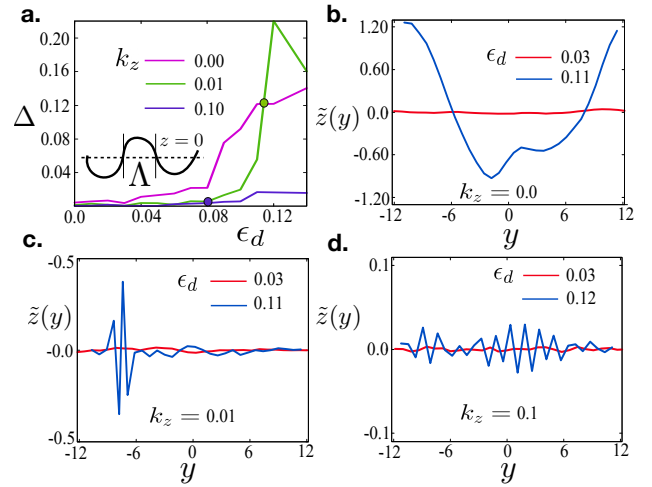 a.
k_z 0.00
0.01
0.10
Δ
0.20
0.16
0.12
0.08
0.04
z = 0
Λ
0.0 0.04 0.08 0.12
ϵ_d
b.
1.20
0.60
0.0
-0.60
-1.20
z̃(y)
ϵ_d 0.03
0.11
k_z = 0.0
-12 -6 0 6 12
y
c.
-0.5
-0.0
-0.5
z̃(y)
ϵ_d 0.03
0.11
k_z = 0.01
-12 -6 0 6 12
y
d.
0.1
0.0
-0.1
z̃(y)
ϵ_d 0.03
0.12
k_z = 0.1
-12 -6 0 6 12
y